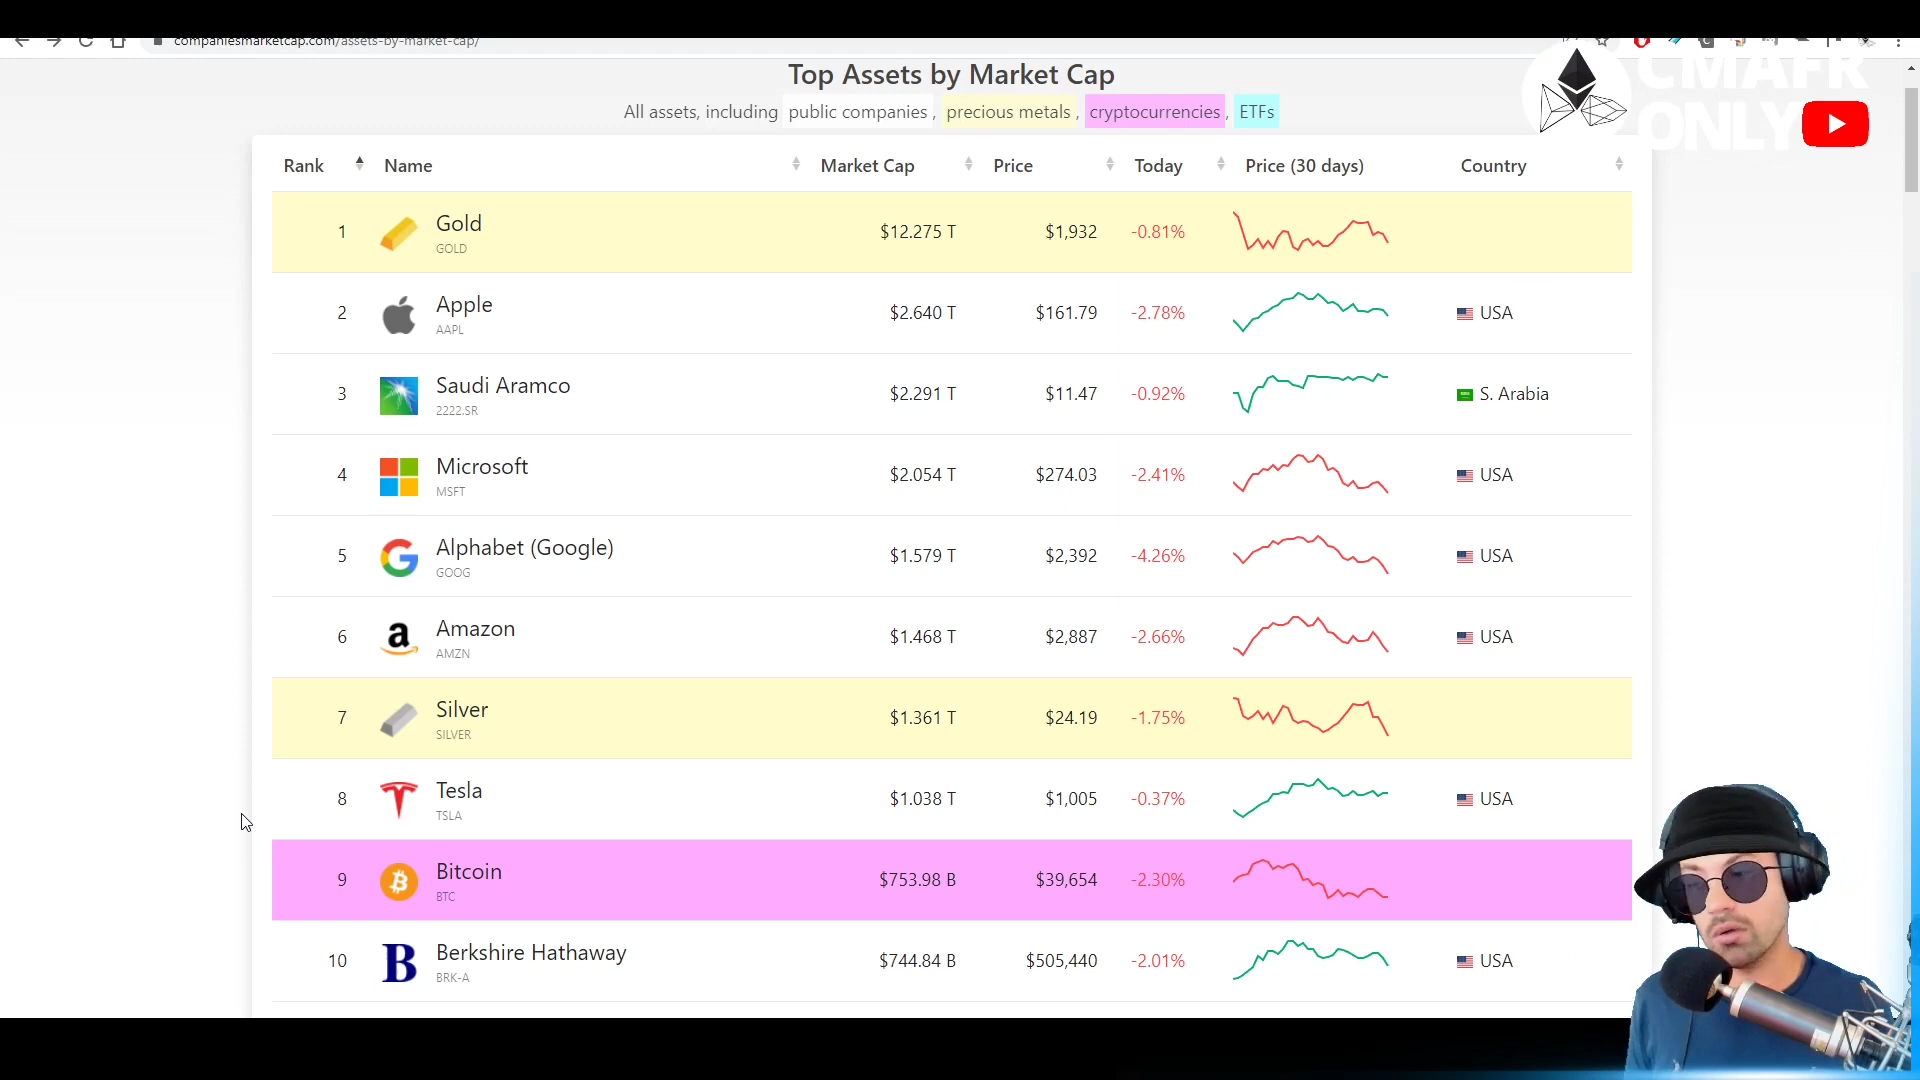 companiesmarketcap.com/assets-by-market-cap/
CMAFR
ONLY
Top Assets by Market Cap
All assets, including public companies , precious metals , cryptocurrencies , ETFs
Rank Name Market Cap Price Today Price (30 days) Country
1 Gold $12.275 T $1,932 -0.81%
GOLD
2 Apple $2.640 T $161.79 -2.78% USA
AAPL
3 Saudi Aramco $2.291 T $11.47 -0.92% S. Arabia
2222.SR
4 Microsoft $2.054 T $274.03 -2.41% USA
MSFT
5 Alphabet (Google) $1.579 T $2,392 -4.26% USA
GOOG
6 Amazon $1.468 T $2,887 -2.66% USA
AMZN
7 Silver $1.361 T $24.19 -1.75%
SILVER
8 Tesla $1.038 T $1,005 -0.37% USA
TSLA
9 Bitcoin $753.98 B $39,654 -2.30%
BTC
10 Berkshire Hathaway $744.84 B $505,440 -2.01% USA
BRK-A